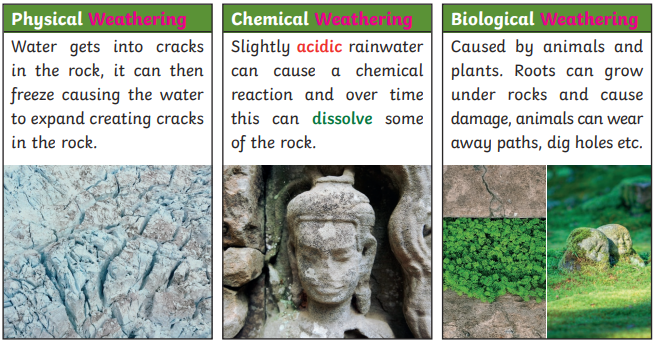 Physical Weathering
Water gets into cracks
in the rock, it can then
freeze causing the water
to expand creating cracks
in the rock.
Chemical Weathering
Slightly acidic rainwater
can cause a chemical
reaction and over time
this can dissolve some
of the rock.
Biological Weathering
Caused by animals and
plants. Roots can grow
under rocks and cause
damage, animals can wear
away paths, dig holes etc.